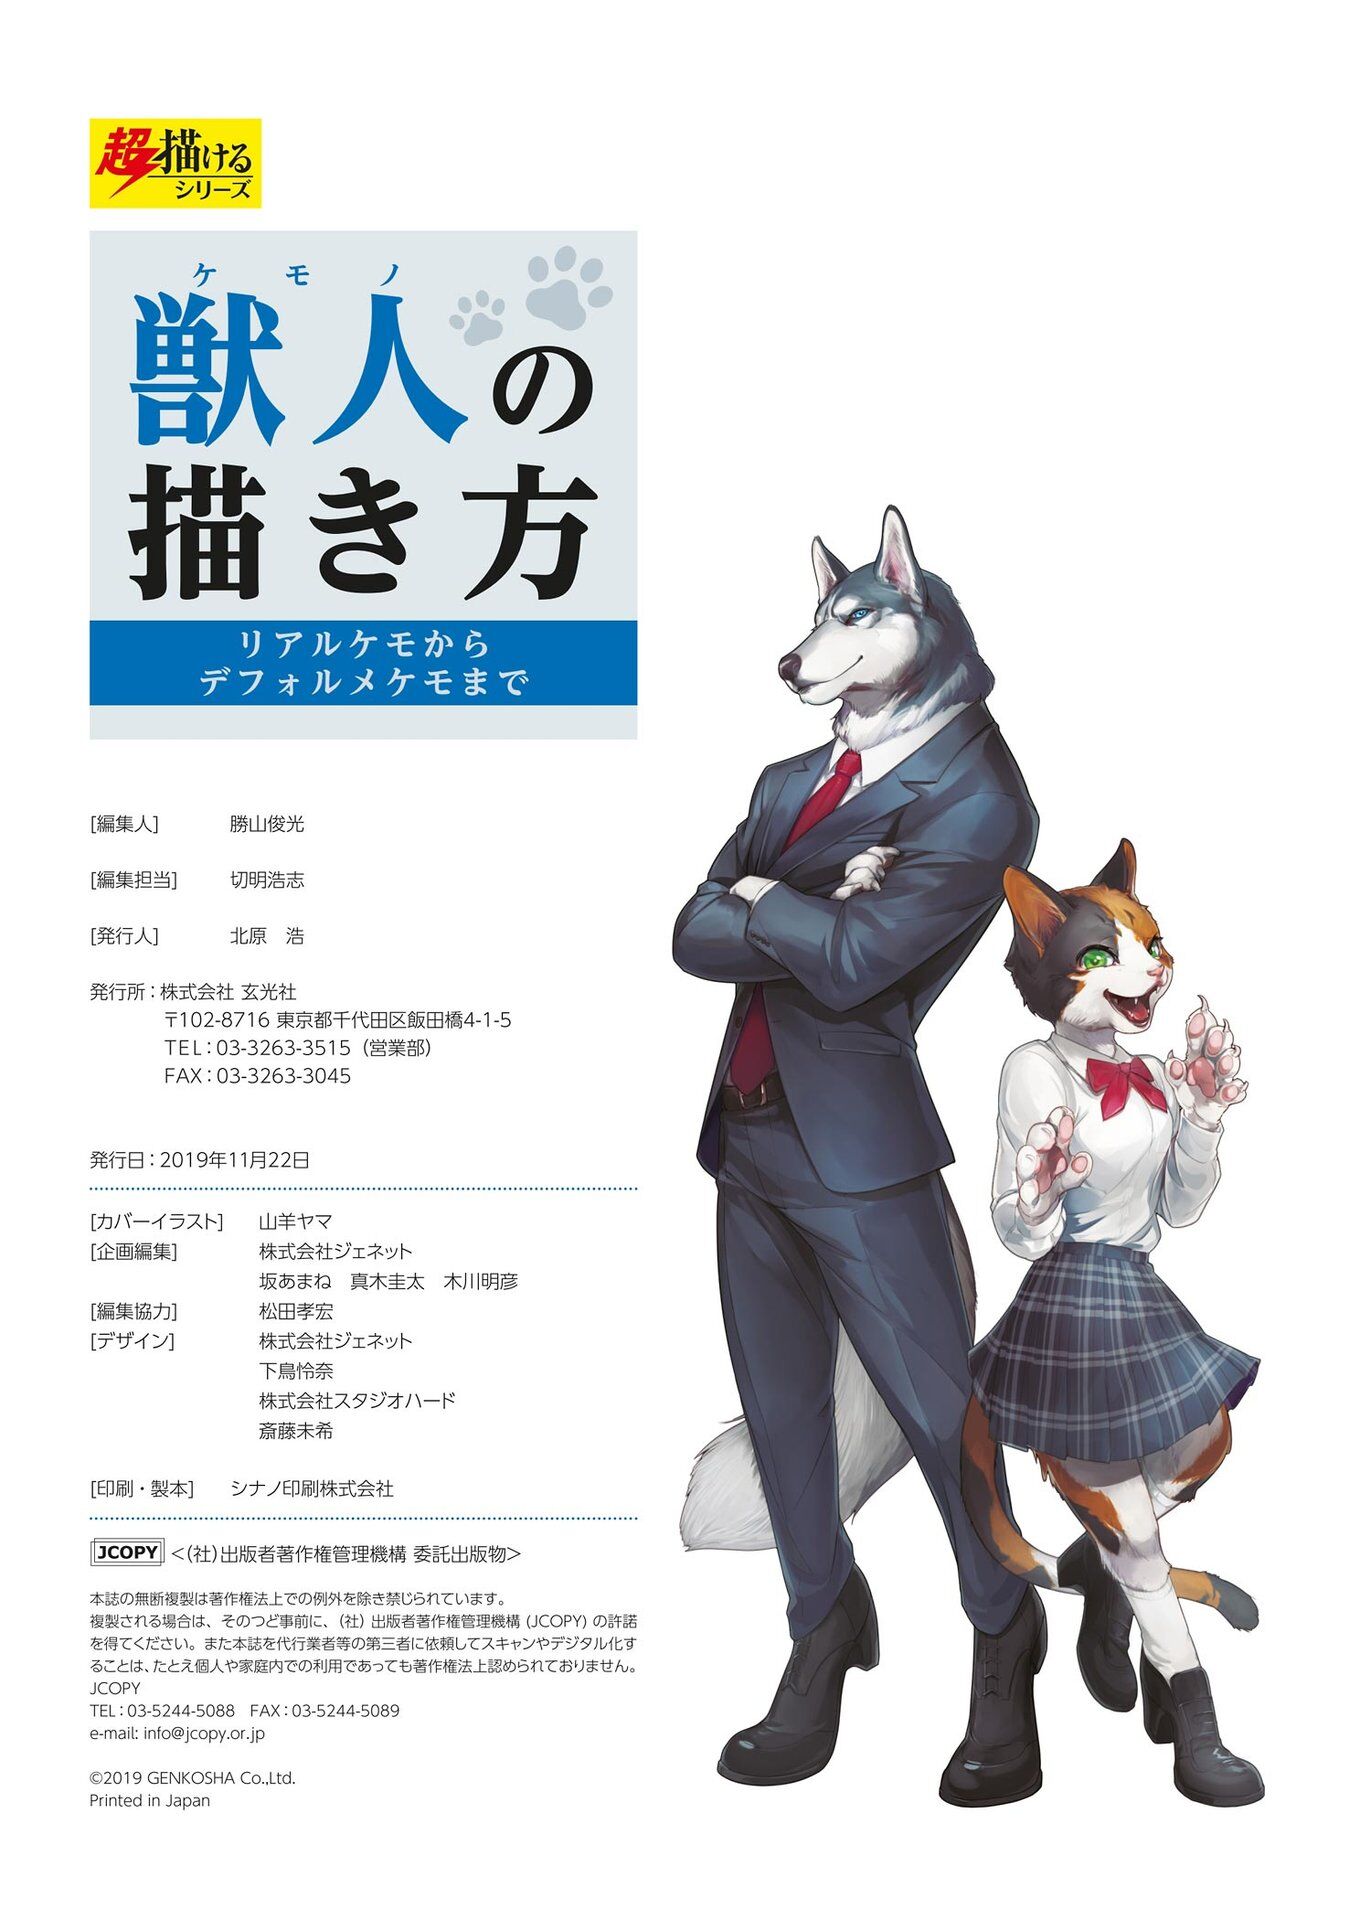 超描ける
シリーズ
ケモノ
獣人の
描き方
リアルケモから
デフォルメケモまで
[編集人] 勝山俊光
[編集担当] 切明浩志
[発行人] 北原　浩
発行所：株式会社 玄光社
〒102-8716 東京都千代田区飯田橋4-1-5
TEL：03-3263-3515（営業部）
FAX：03-3263-3045
発行日：2019年11月22日
[カバーイラスト] 山羊ヤマ
[企画編集] 株式会社ジェネット
坂あまね　真木圭太　木川明彦
[編集協力] 松田孝宏
[デザイン] 株式会社ジェネット
下鳥怜奈
株式会社スタジオハード
斎藤未希
[印刷・製本] シナノ印刷株式会社
JCOPY <(社)出版者著作権管理機構 委託出版物>
本誌の無断複製は著作権法上での例外を除き禁じられています。
複製される場合は、そのつど事前に、（社）出版者著作権管理機構（JCOPY）の許諾
を得てください。また本誌を代行業者等の第三者に依頼してスキャンやデジタル化す
ることは、たとえ個人や家庭内での利用であっても著作権法上認められておりません。
JCOPY
TEL：03-5244-5088　FAX：03-5244-5089
e-mail: info@jcopy.or.jp
©2019 GENKOSHA Co.,Ltd.
Printed in Japan